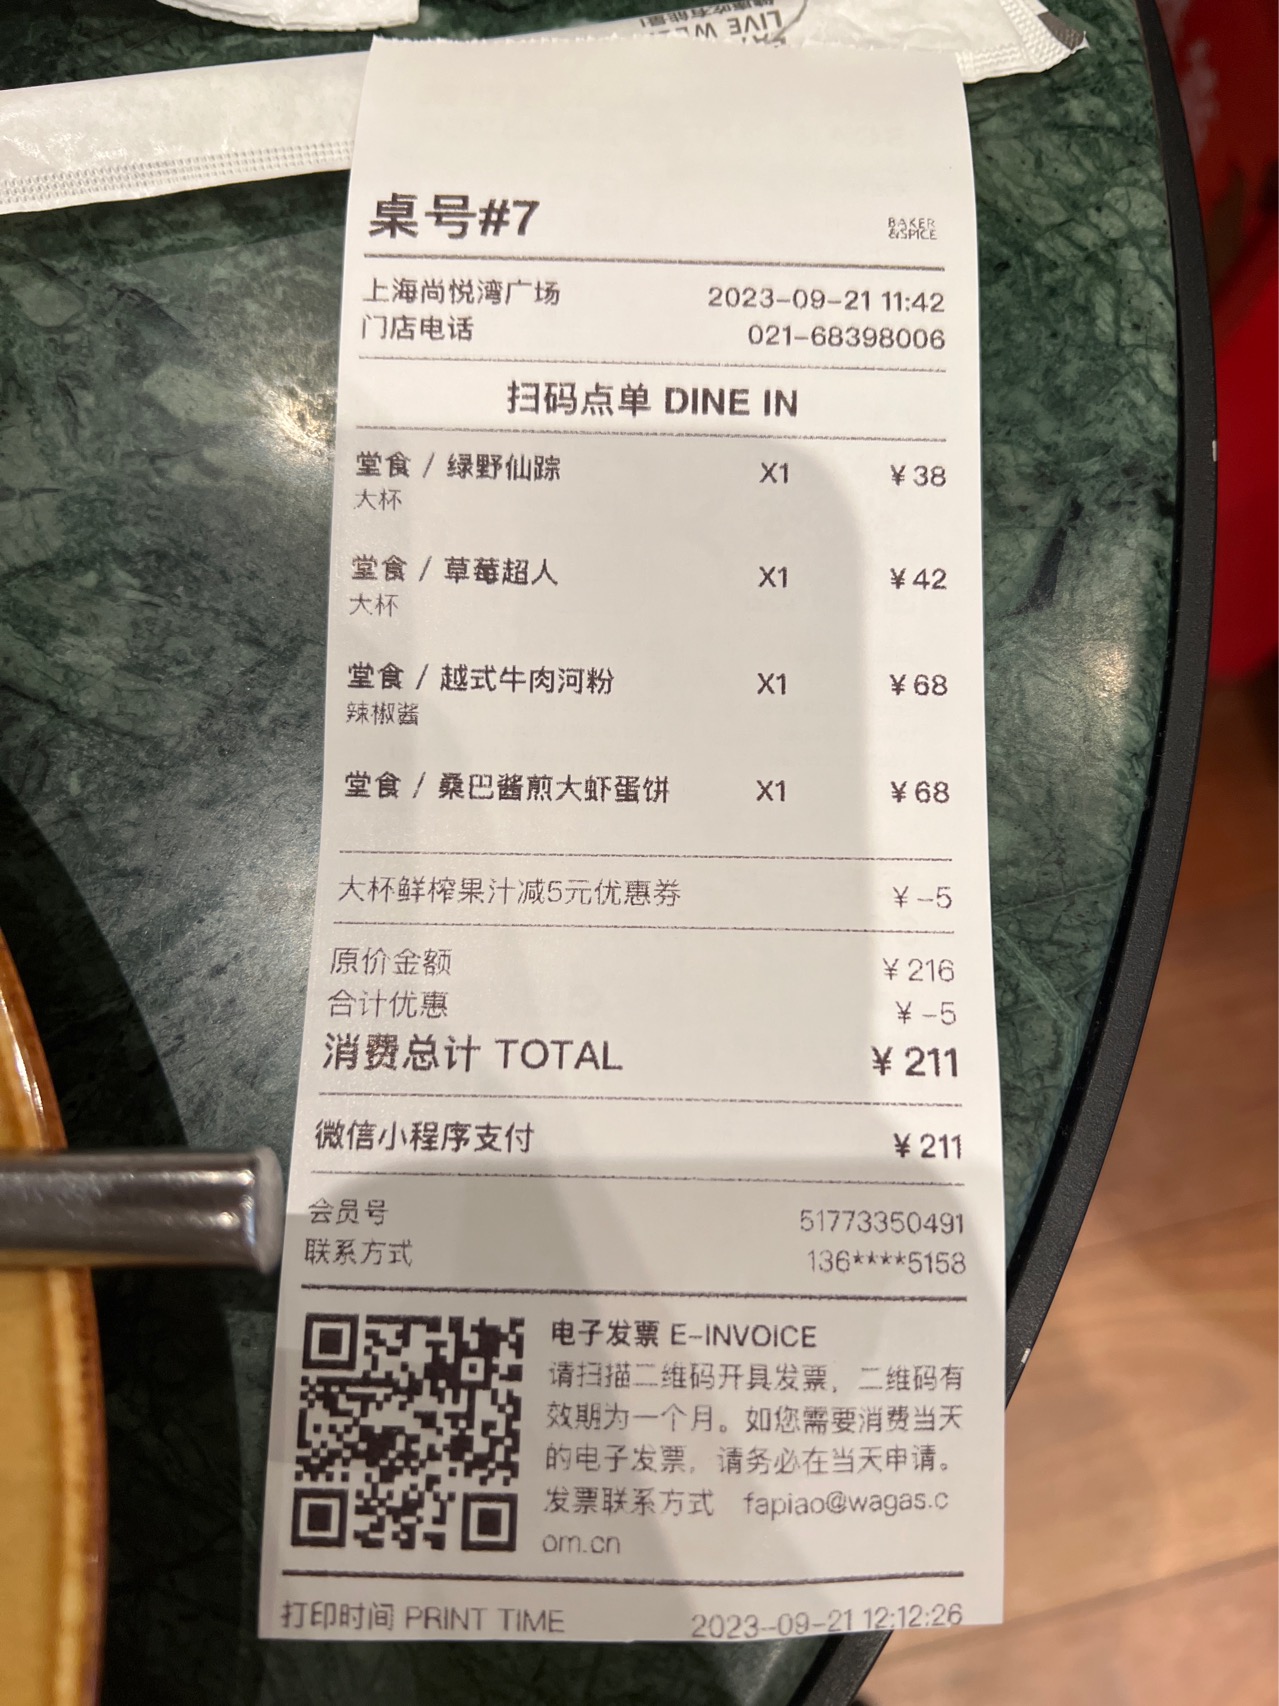 健康吃有能量!
LIVE WE
桌号#7
BAKER
&SPICE
上海尚悦湾广场 2023-09-21 11:42
门店电话 021-68398006
扫码点单 DINE IN
堂食 / 绿野仙踪 X1 ¥38
大杯
堂食 / 草莓超人 X1 ¥42
大杯
堂食 / 越式牛肉河粉 X1 ¥68
辣椒酱
堂食 / 桑巴酱煎大虾蛋饼 X1 ¥68
大杯鲜榨果汁减5元优惠券 ¥-5
原价金额 ¥216
合计优惠 ¥-5
消费总计 TOTAL ¥211
微信小程序支付 ¥211
会员号 51773350491
联系方式 136****5158
电子发票 E-INVOICE
请扫描二维码开具发票，二维码有
效期为一个月。如您需要消费当天
的电子发票，请务必在当天申请。
发票联系方式 fapiao@wagas.c
om.cn
打印时间 PRINT TIME 2023-09-21 12:12:26